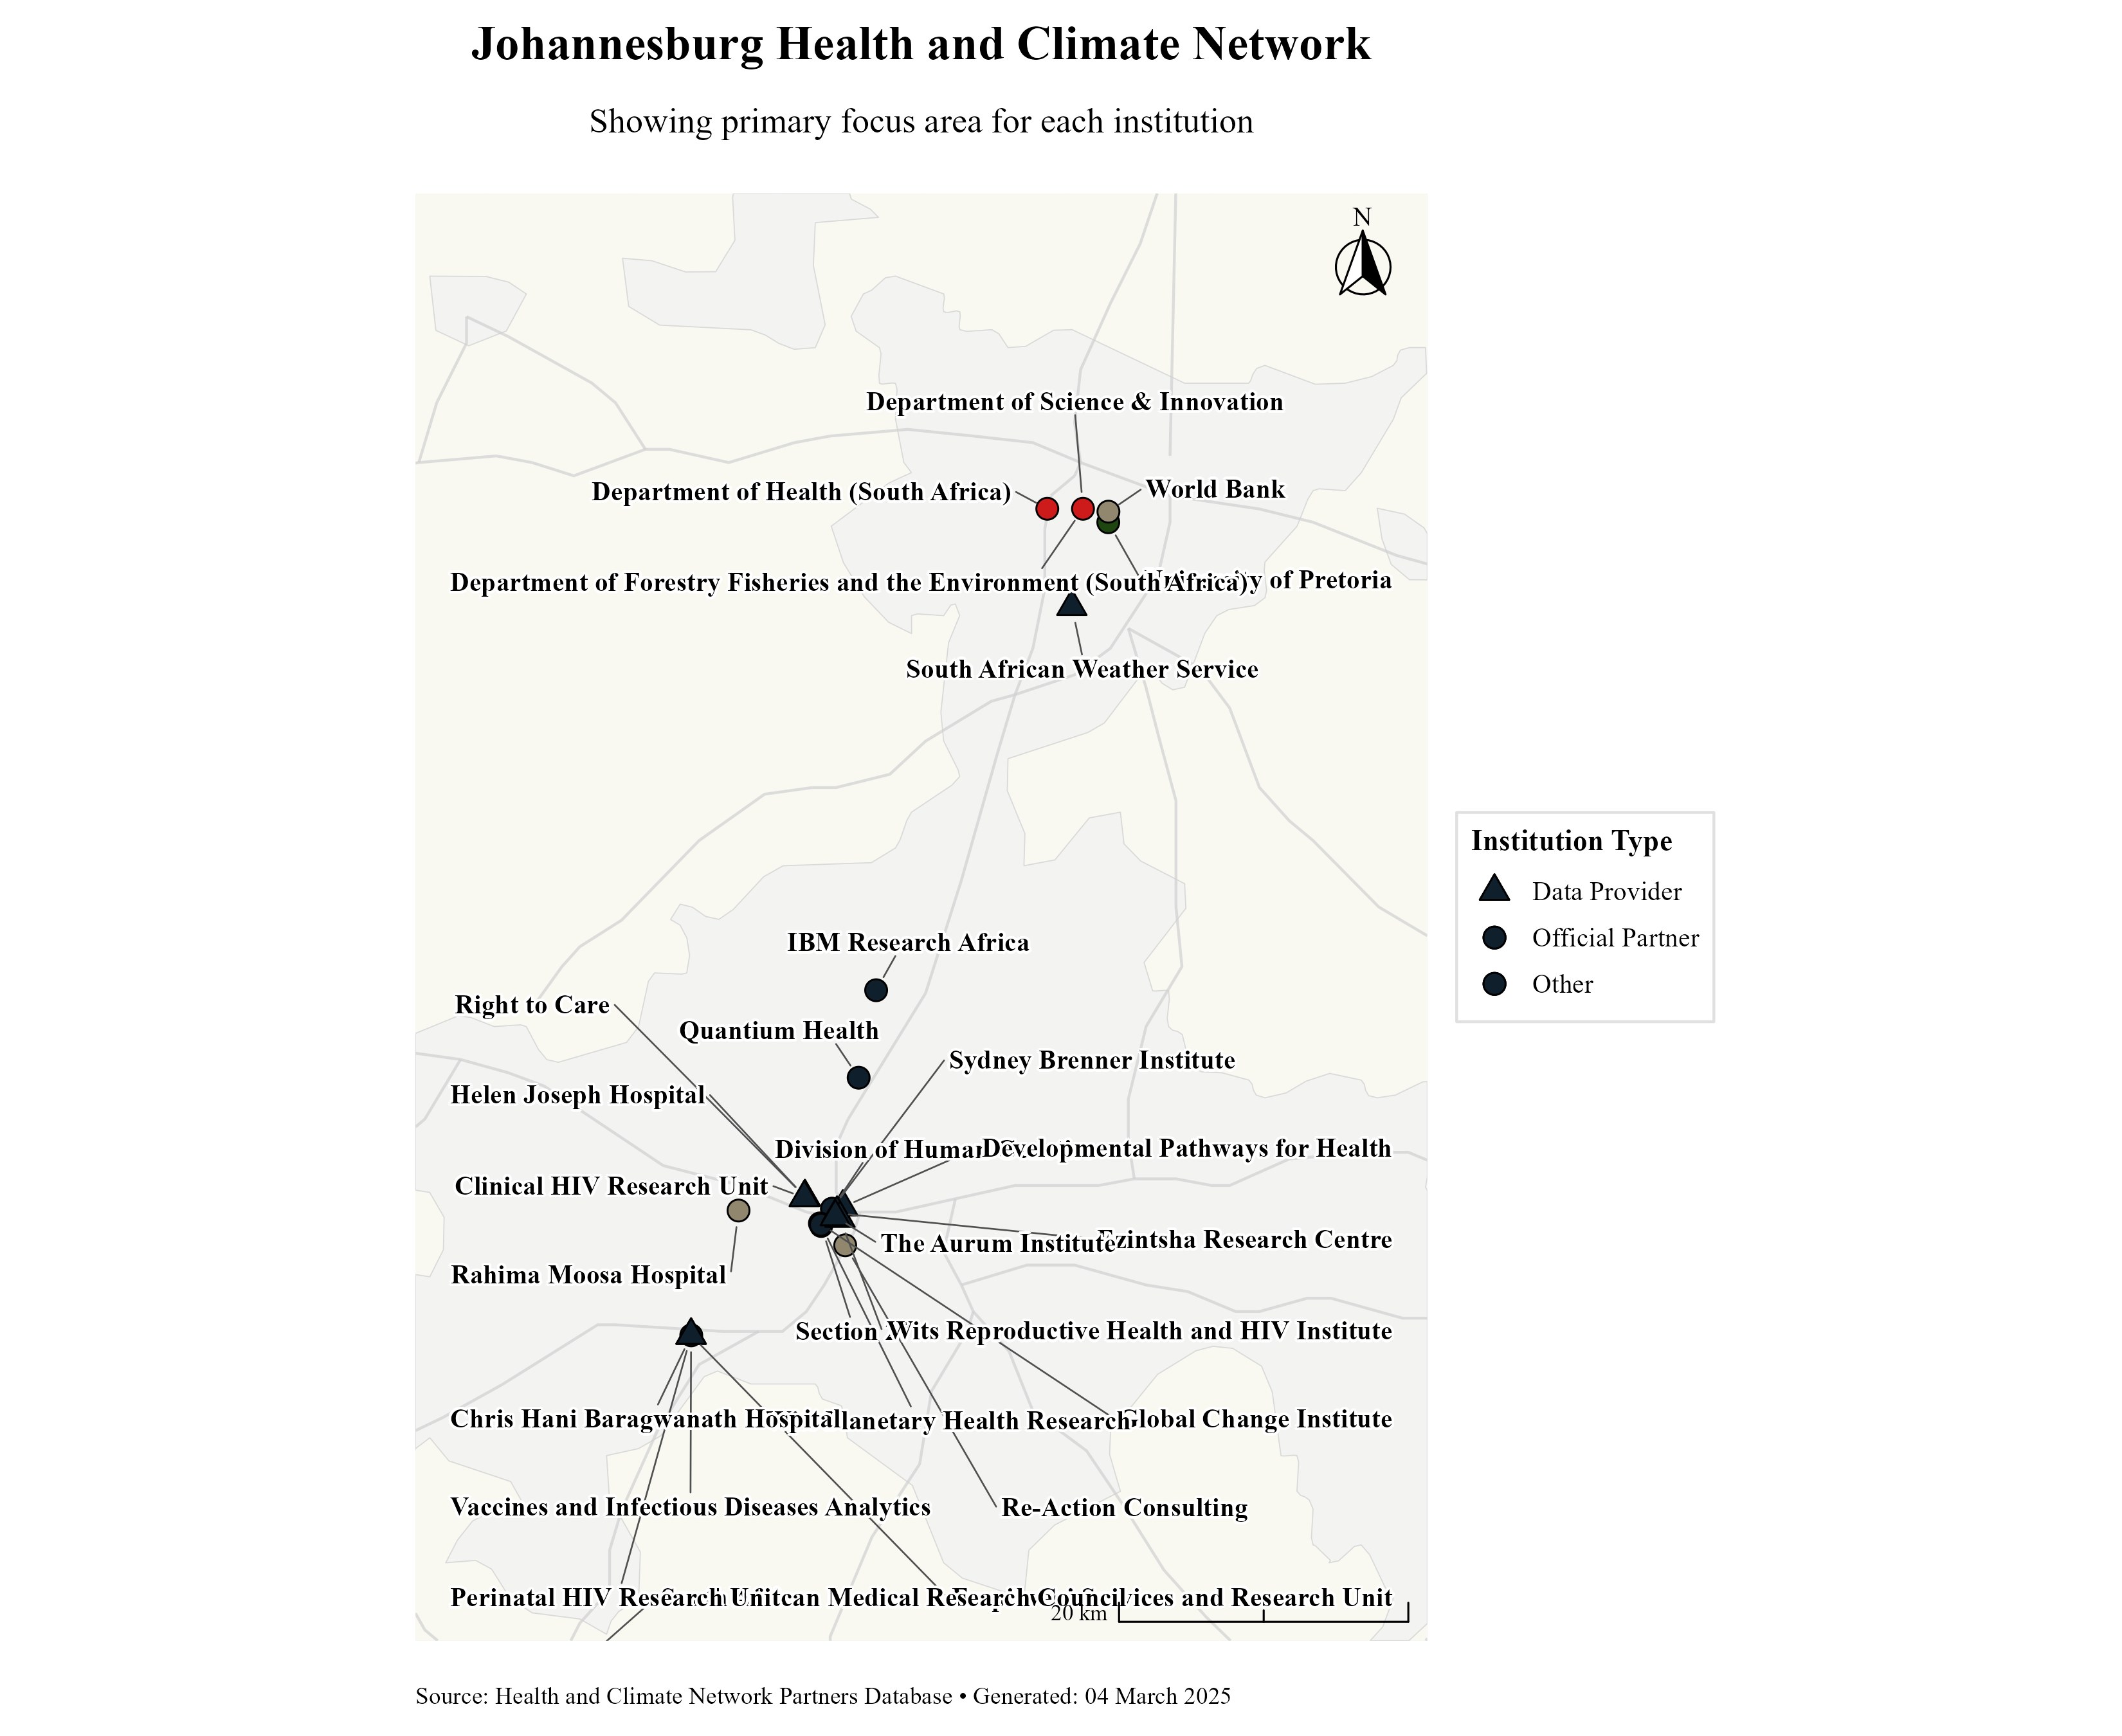 Johannesburg Health and Climate Network
Showing primary focus area for each institution
N
Department of Science & Innovation
Department of Health (South Africa)
World Bank
Department of Forestry Fisheries and the Environment (South Africa)
of Pretoria
South African Weather Service
Institution Type
Data Provider
Official Partner
Other
IBM Research Africa
Right to Care
Quantium Health
Sydney Brenner Institute
Helen Joseph Hospital
Division of Human
Developmental Pathways for Health
Clinical HIV Research Unit
The Aurum Institute
Research Centre
Rahima Moosa Hospital
Section
Wits Reproductive Health and HIV Institute
Chris Hani Baragwanath Hospital
Planetary Health Research
Global Change Institute
Vaccines and Infectious Diseases Analytics
Re-Action Consulting
Perinatal HIV Research Unit
Medical Research Council
and Research Unit
20 km
Source: Health and Climate Network Partners Database • Generated: 04 March 2025